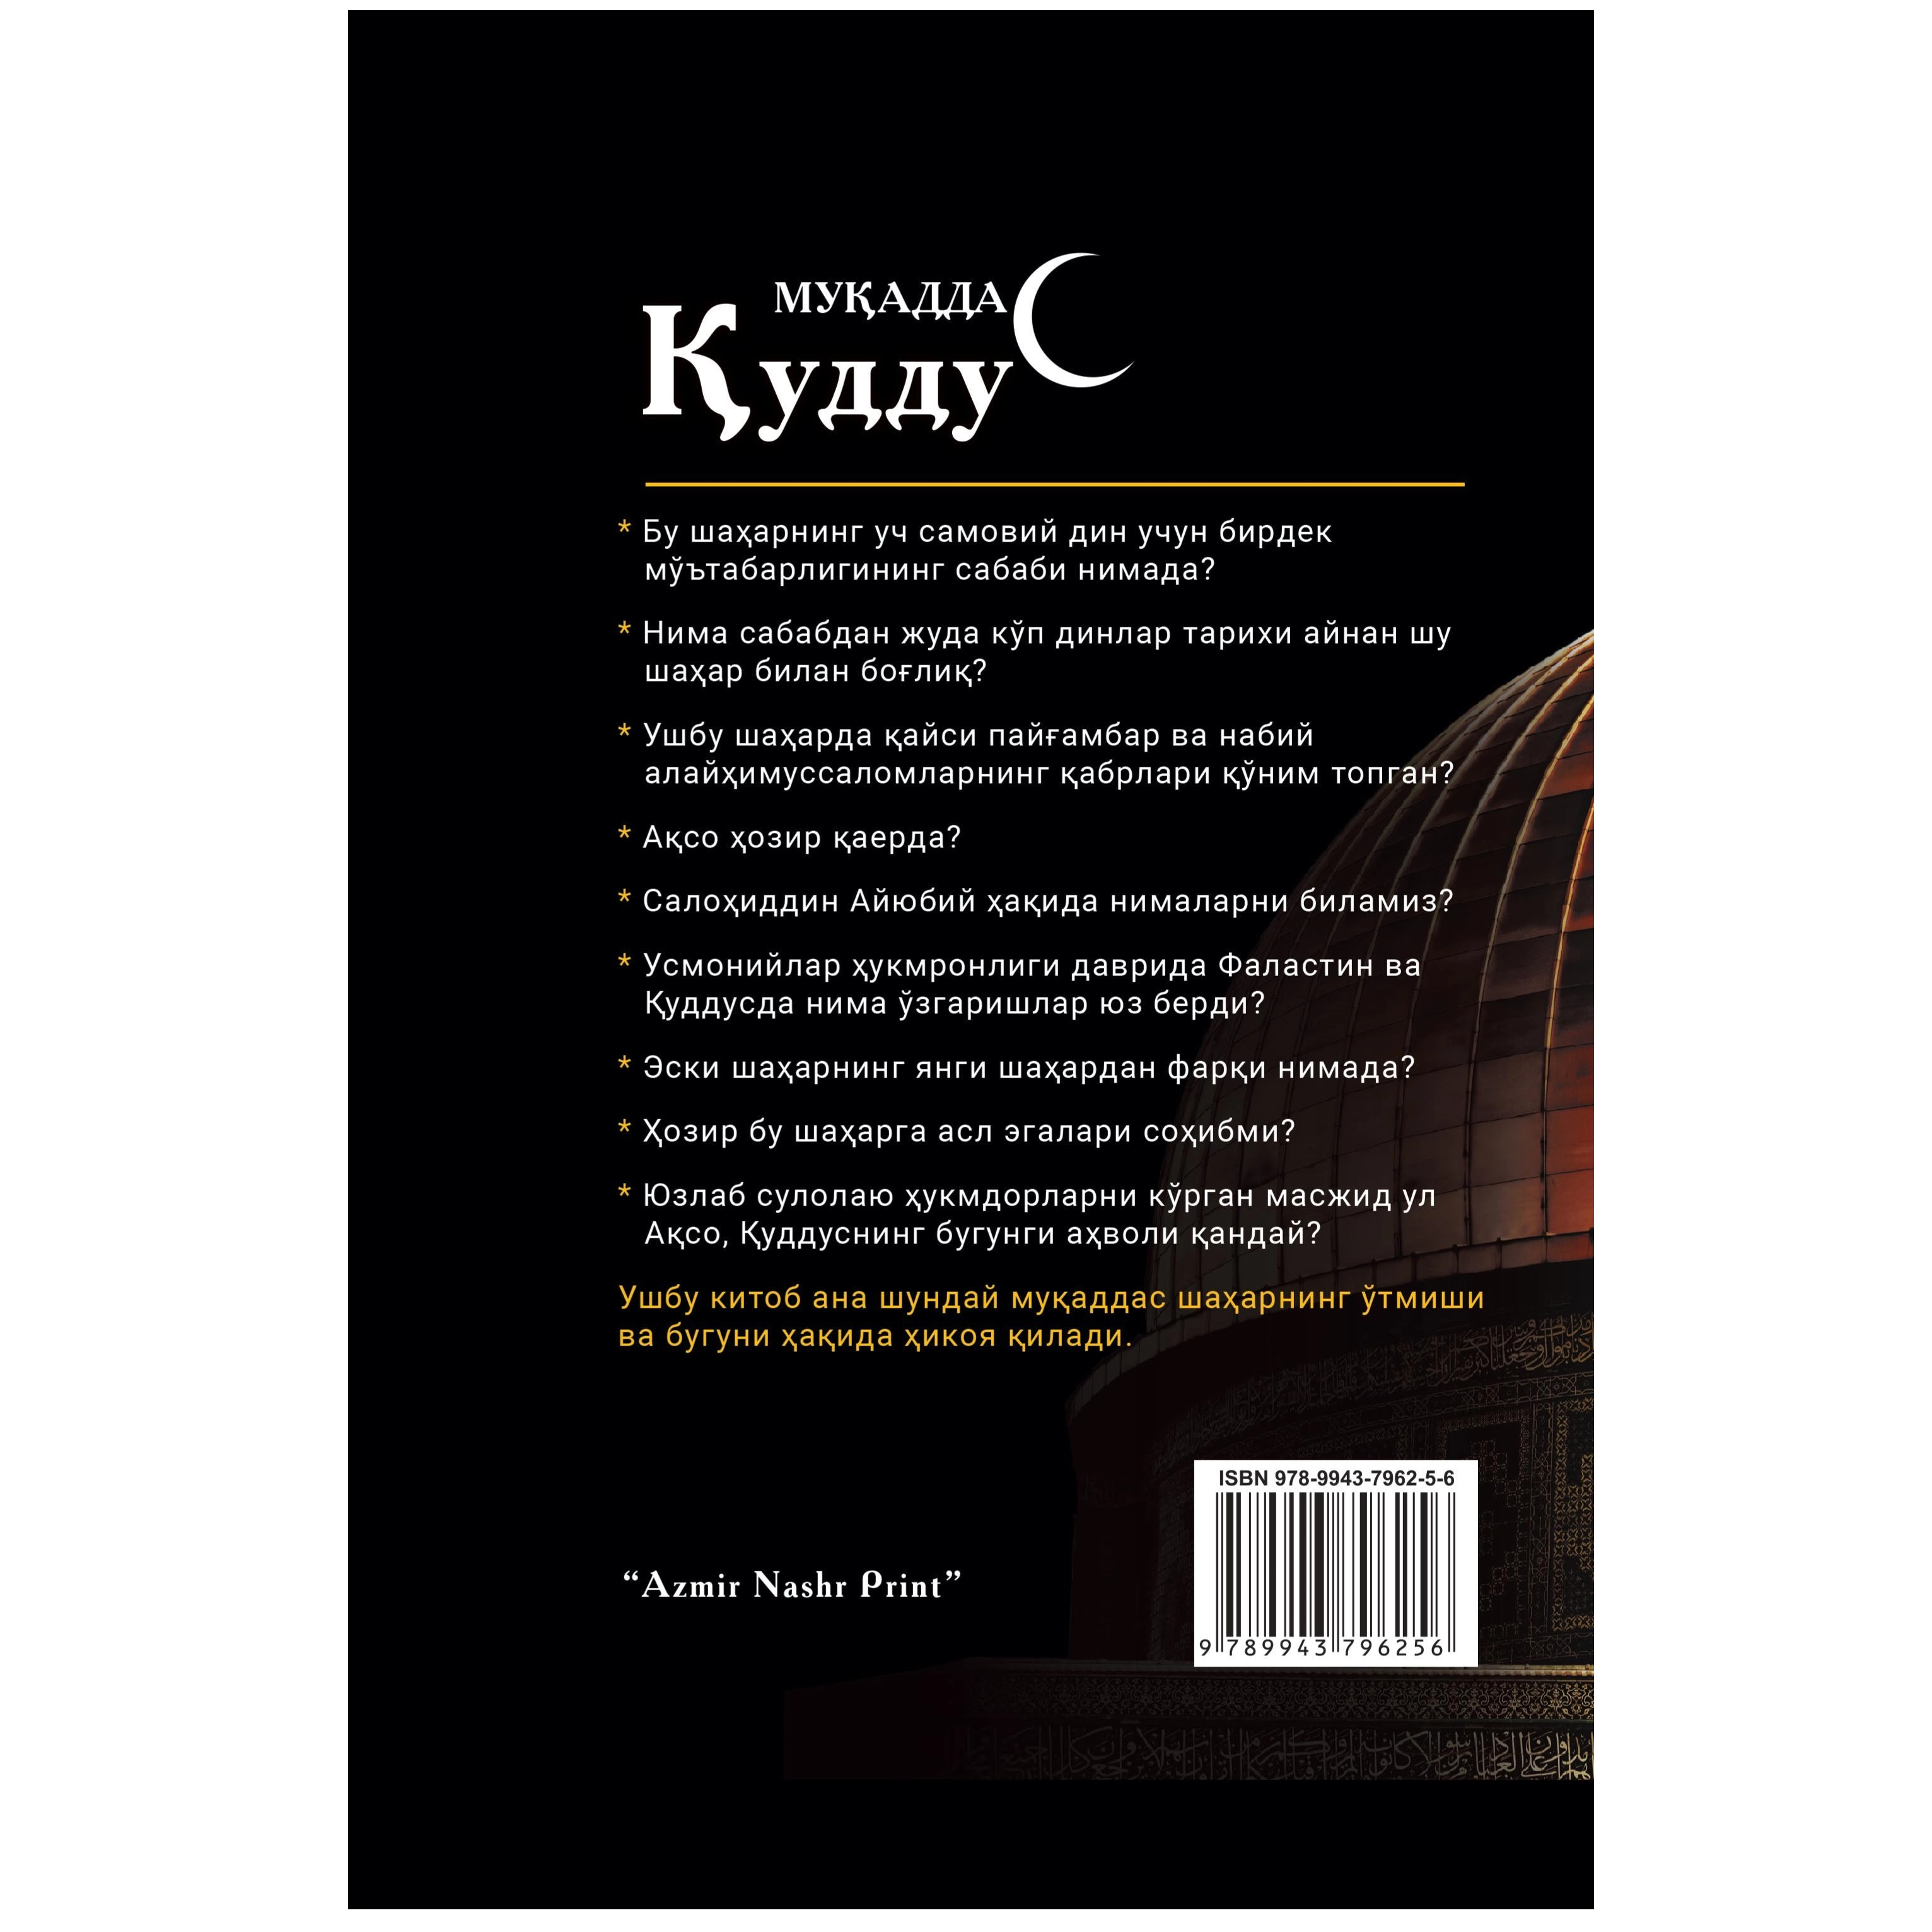 МУҚАДДАС
Қуддус
* Бу шаҳарнинг уч самовий дин учун бирдек
мўътабарлигининг сабаби нимада?
* Нима сабабдан жуда кўп динлар тарихи айнан шу
шаҳар билан боғлиқ?
* Ушбу шаҳарда қайси пайғамбар ва набий
алайҳимуссаломларнинг қабрлари қўним топган?
* Ақсо ҳозир қаерда?
* Салоҳиддин Айюбий ҳақида нималарни биламиз?
* Усмонийлар ҳукмронлиги даврида Фаластин ва
Қуддусда нима ўзгаришлар юз берди?
* Эски шаҳарнинг янги шаҳардан фарқи нимада?
* Ҳозир бу шаҳарга асл эгалари соҳибми?
* Юзлаб сулолаю ҳукмдорларни кўрган масжид ул
Ақсо, Қуддуснинг бугунги аҳволи қандай?
Ушбу китоб ана шундай муқаддас шаҳарнинг ўтмиши
ва бугуни ҳақида ҳикоя қилади.
ISBN 978-9943-7962-5-6
9 789943 796256
“Azmir Nashr Print”